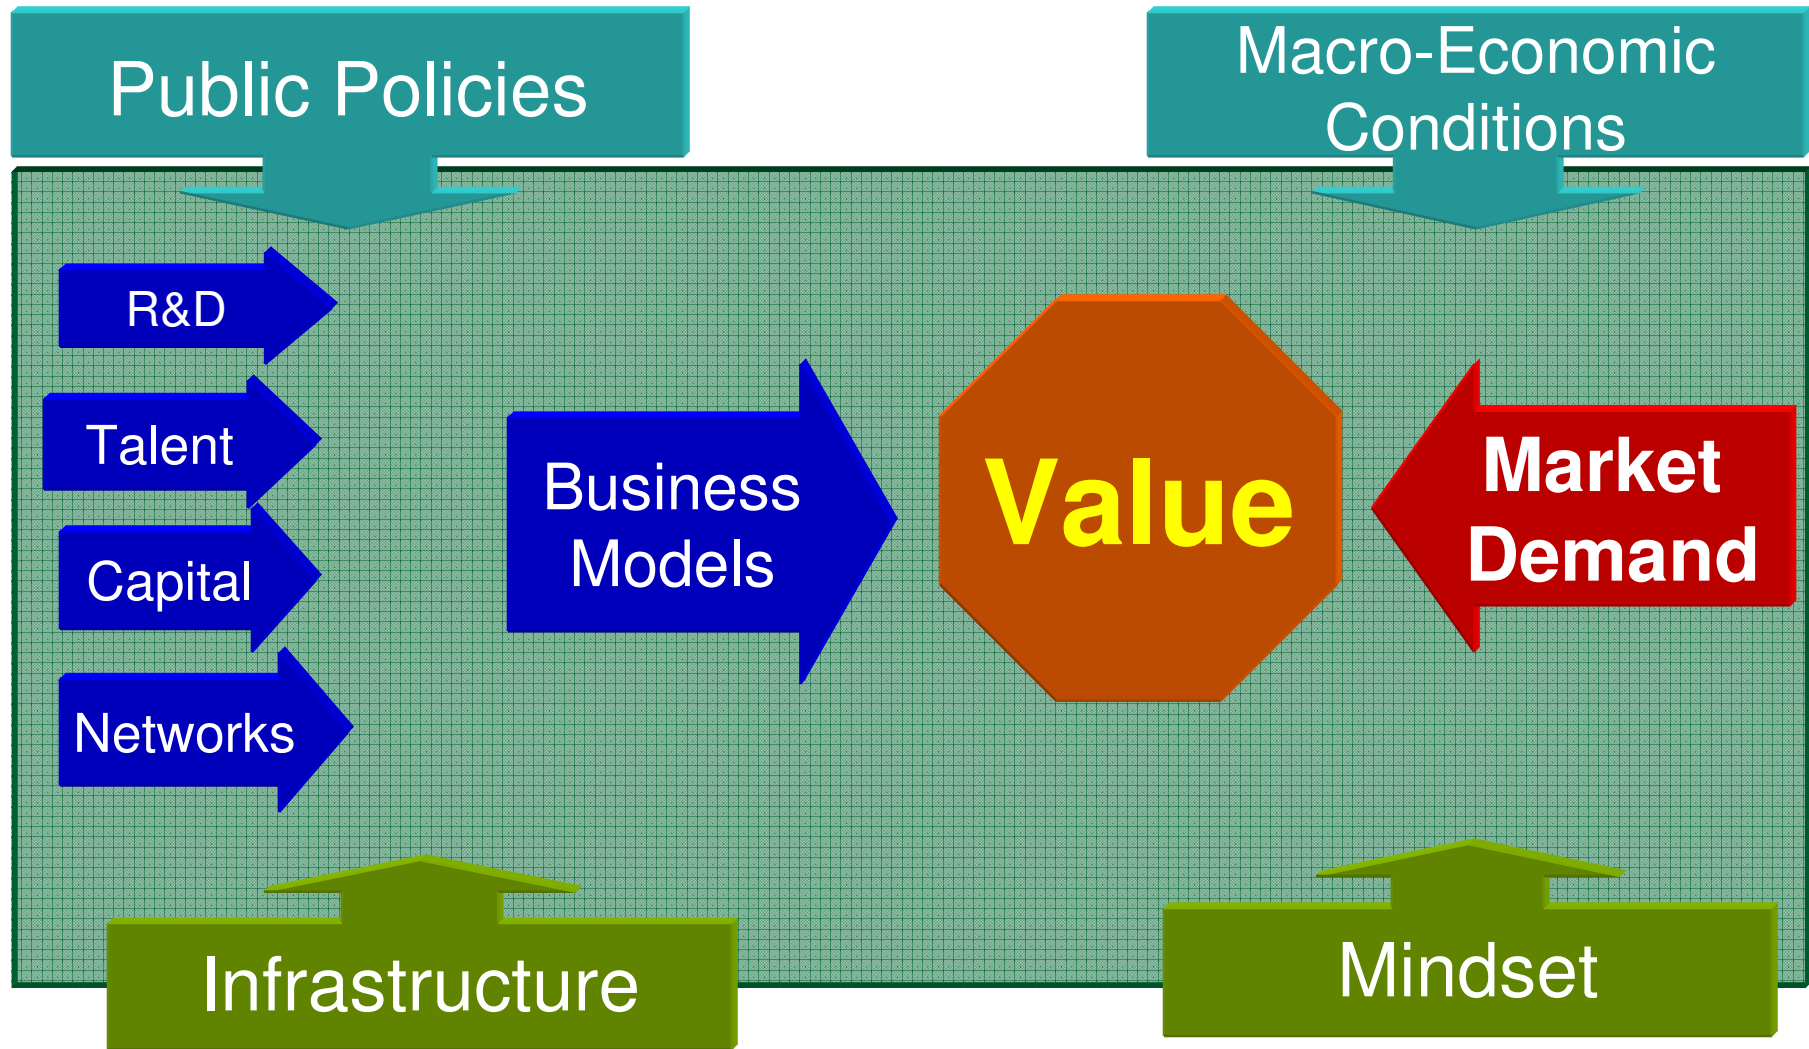 Public Policies
Macro-Economic
Conditions
R&D
Talent
Capital
Networks
Business
Models
Value
Market
Demand
Infrastructure
Mindset